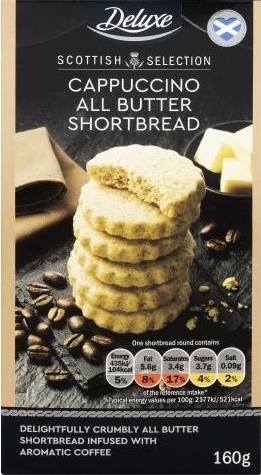 Deluxe
SCOTTISH SELECTION
CAPPUCCINO
ALL BUTTER
SHORTBREAD
One shortbread round contains
Energy Fat Saturates Sugars Salt
435kJ 5.6g 3.4g 3.7g 0.09g
104kcal
5% 8% 17% 4% 2%
of the reference intake*
Typical energy values per 100g: 2177kJ/521kcal
DELIGHTFULLY CRUMBLY ALL BUTTER
SHORTBREAD INFUSED WITH
AROMATIC COFFEE
160g